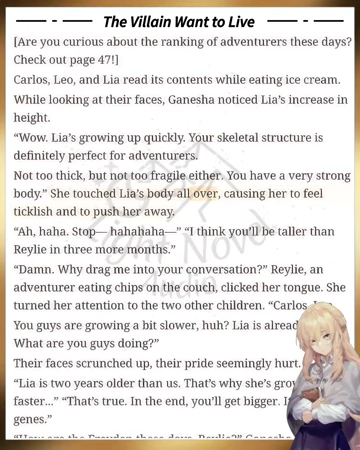 The Villain Want to Live
[Are you curious about the ranking of adventurers these days?
Check out page 47!]
Carlos, Leo, and Lia read its contents while eating ice cream.
While looking at their faces, Ganesha noticed Lia’s increase in
height.
“Wow. Lia’s growing up quickly. Your skeletal structure is
definitely perfect for adventurers.
Not too thick, but not too fragile either. You have a very strong
body.” She touched Lia’s body all over, causing her to feel
ticklish and to push her away.
“Ah, haha. Stop— hahahaha—” “I think you’ll be taller than
Reylie in three more months.”
“Damn. Why drag me into your conversation?” Reylie, an
adventurer eating chips on the couch, clicked her tongue. She
turned her attention to the two other children. “Carlos,
You guys are growing a bit slower, huh? Lia is
What are you guys doing?”
Their faces scrunched up, their pride seemingly hurt.
“Lia is two years older than us. That’s why she’s
faster...” “That’s true. In the end, you’ll get bigger.
genes.”